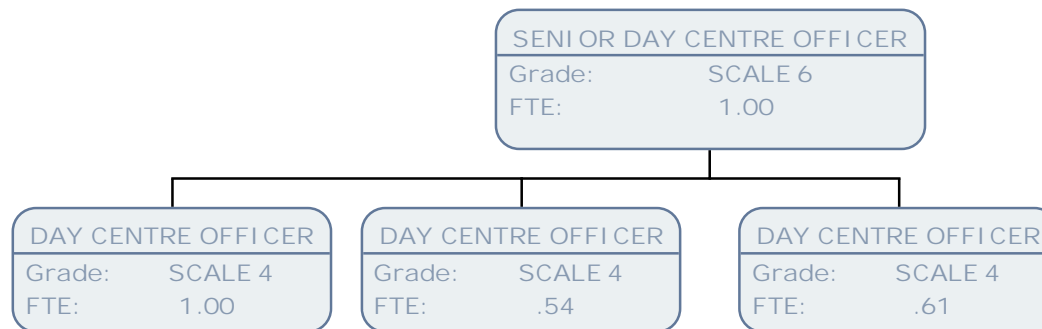 SENIOR DAY CENTRE OFFICER
Grade: SCALE 6
FTE: 1.00
DAY CENTRE OFFICER
Grade: SCALE 4
FTE: 1.00
DAY CENTRE OFFICER
Grade: SCALE 4
FTE: .54
DAY CENTRE OFFICER
Grade: SCALE 4
FTE: .61